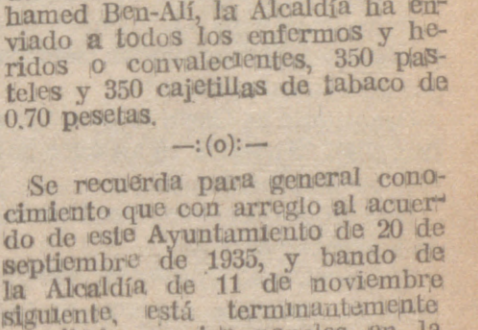 hamed Ben-Alí, la Alcaldía ha en-
viado a todos los enfermos y he-
ridos o convalecientes, 350 pas-
teles y 350 cajetillas de tabaco de
0.70 pesetas.
—:(o):—
Se recuerda para general cono-
cimiento que con arreglo al acuer-
do de este Ayuntamiento de 20 de
septiembre de 1935, y bando de
la Alcaldía de 11 de noviembre
siguiente, está terminantemente